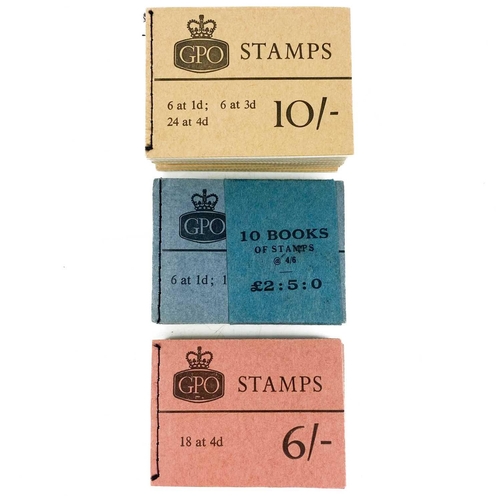 GPO STAMPS
6 at 1d; 6 at 3d
24 at 4d
10/-
GPO
6 at 1d; 1
10 BOOKS
OF STAMPS
@ 4/6
£2:5:0
GPO STAMPS
18 at 4d
6/-